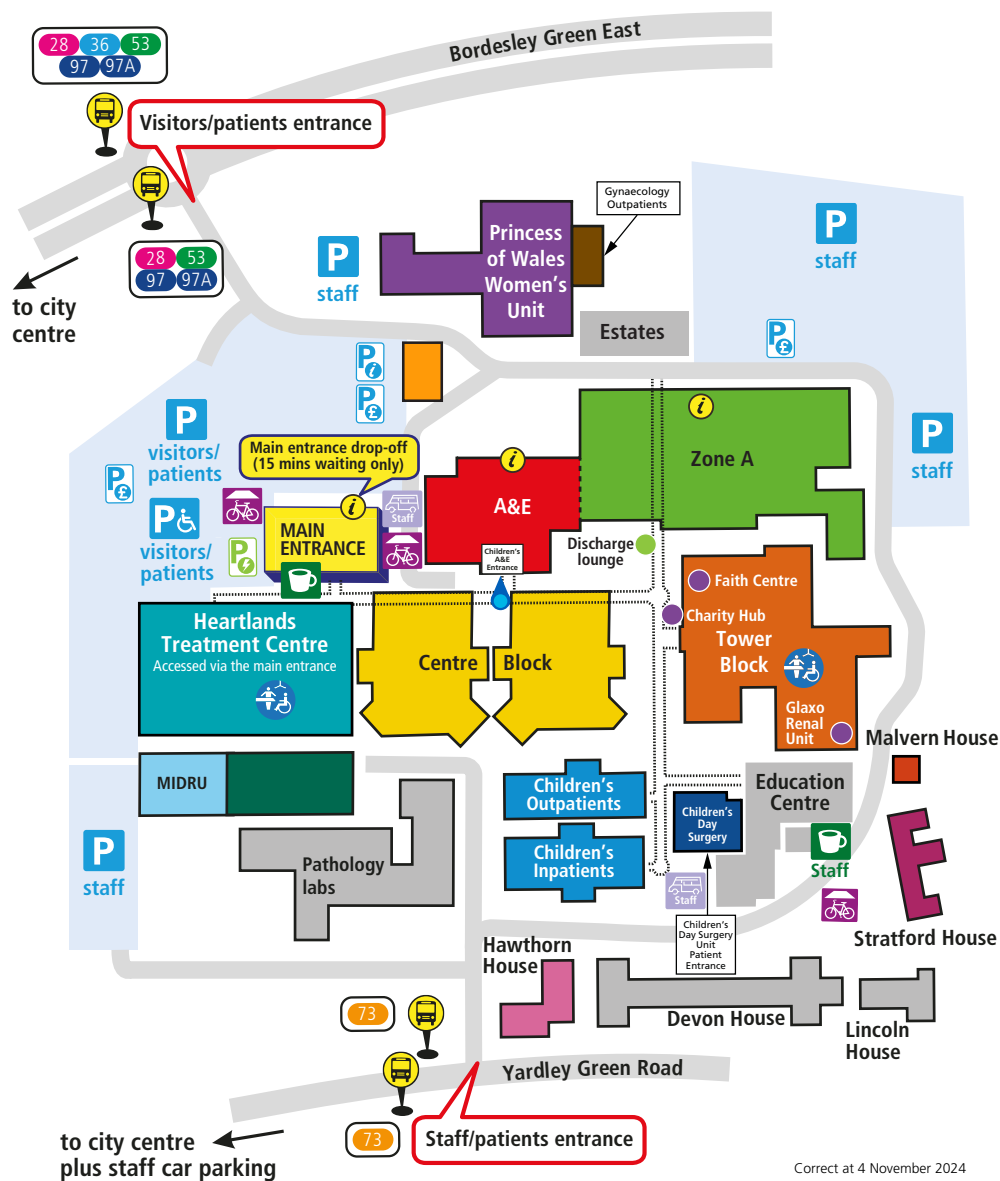 Bordesley Green East
28 36 53
97 97A
Visitors/patients entrance
28 53
97 97A
to city
centre
Gynaecology
Outpatients
Princess
of Wales
Women's
Unit
P
staff
P
staff
Estates
P£
Pi
P£
P
visitors/
patients
P£
P
visitors/
patients
P
Main entrance drop-off
(15 mins waiting only)
i
MAIN
ENTRANCE
Staff
i
A&E
Children's
A&E
Entrance
i
Zone A
P
staff
Discharge
lounge
Faith Centre
Charity Hub
Tower
Block
Glaxo
Renal
Unit
Heartlands
Treatment Centre
Accessed via the main entrance
Centre Block
Malvern House
MIDRU
Children's
Outpatients
Children's
Inpatients
Children's
Day
Surgery
Education
Centre
Staff
Staff
P
staff
Pathology
labs
Children's
Day Surgery
Unit
Patient
Entrance
Stratford House
Hawthorn
House
Devon House
Lincoln
House
73
Yardley Green Road
73
Staff/patients entrance
to city centre
plus staff car parking
Correct at 4 November 2024